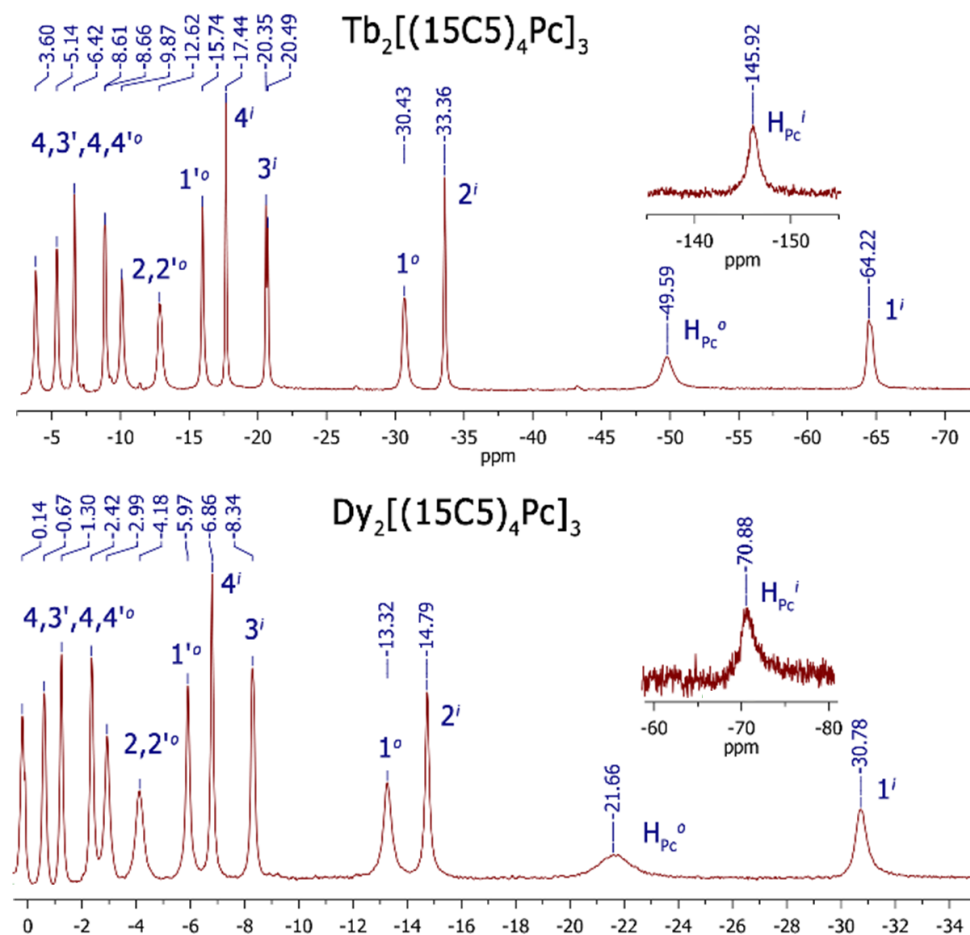 Tb2[(15C5)4Pc]3
-3.60 -5.14 -6.42 -8.61 -8.66 -9.87 -12.62 -15.74 -17.44 -20.35 -20.49
-30.43 -33.36
-145.92
4,3',4,4'o
2,2'o
1'o
4i
3i
1o
2i
HPci
-140 -150
ppm
-49.59
HPco
-64.22
1i
-5 -10 -15 -20 -25 -30 -35 -40 -45 -50 -55 -60 -65 -70
ppm
Dy2[(15C5)4Pc]3
0.14 -0.67 -1.30 -2.42 -2.99 -4.18 -5.97 -6.86 -8.34
-13.32 -14.79
-70.88
4,3',4,4'o
2,2'o
1'o
4i
3i
1o
2i
HPci
-60 -70 -80
ppm
-21.66
HPco
-30.78
1i
0 -2 -4 -6 -8 -10 -12 -14 -16 -18 -20 -22 -24 -26 -28 -30 -32 -34